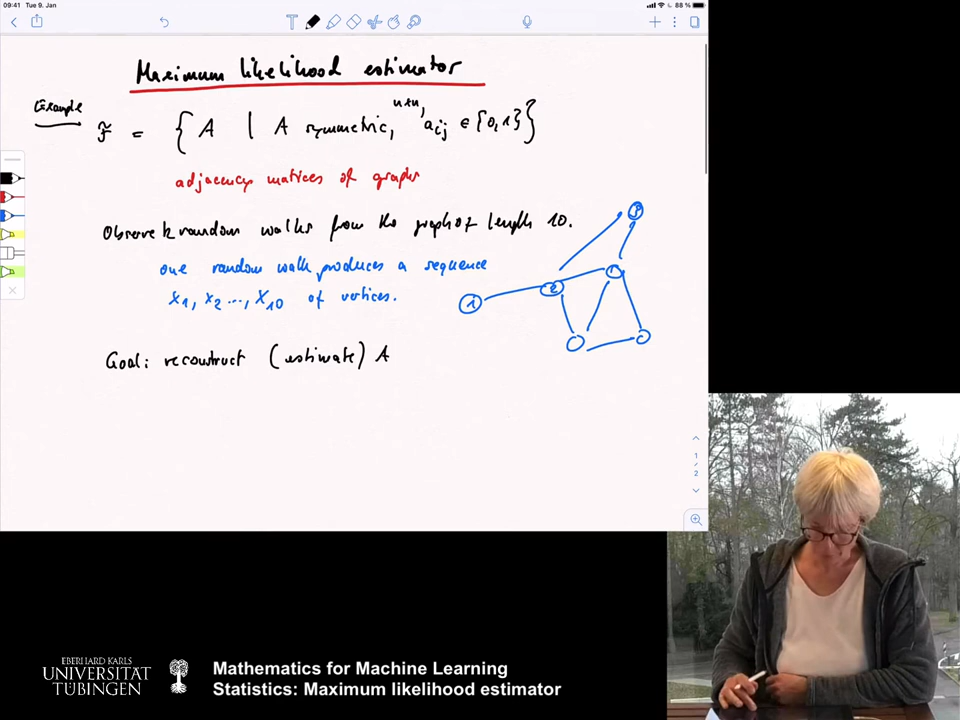 09:41 Tue 9. Jan
88 %
Maximum likelihood estimator
Example
F̃ = { A | A symmetric, n×n, aij ∈ {0,1} }
adjacency matrices of graphs
Observe k random walks from the graph of length 10.
one random walk produces a sequence
x1, x2 ..., x10 of vertices.
1
2
Goal: reconstruct (estimate) A
1
2
EBERHARD KARLS
UNIVERSITÄT
TÜBINGEN
Mathematics for Machine Learning
Statistics: Maximum likelihood estimator